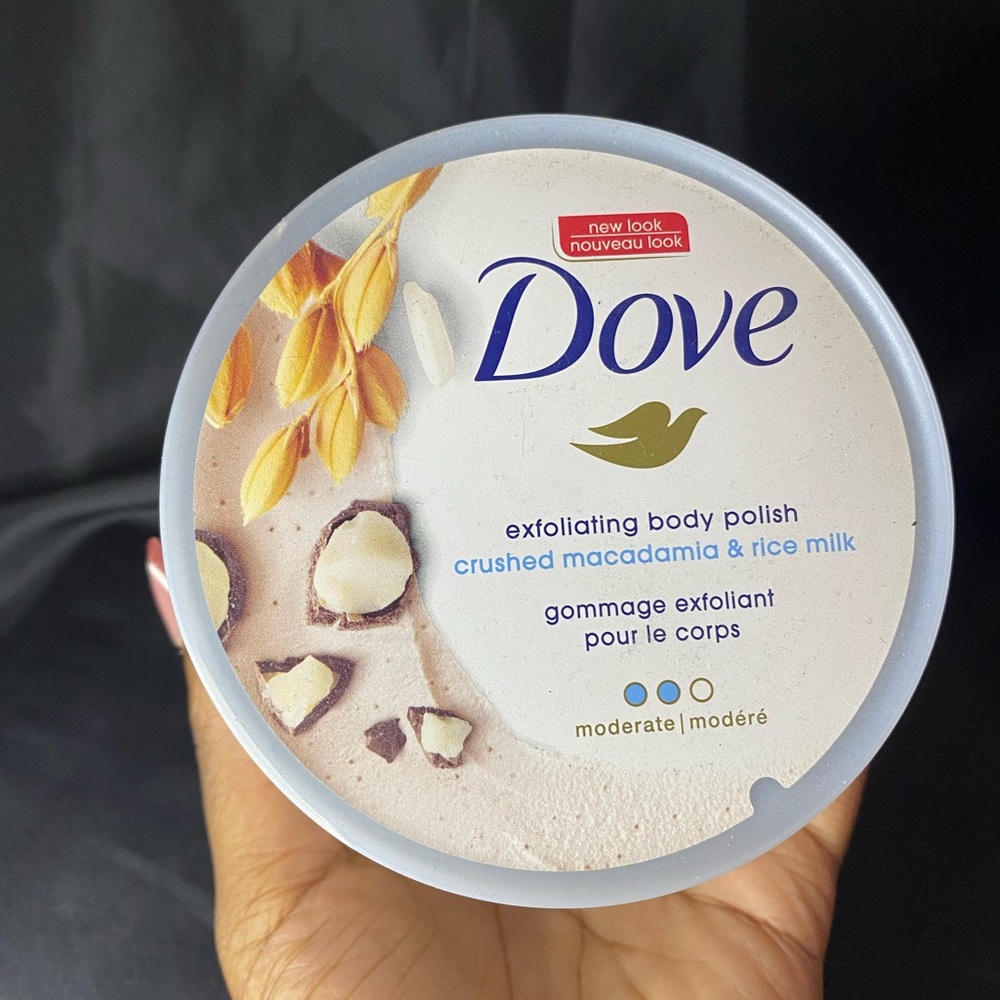 new look
nouveau look
Dove
exfoliating body polish
crushed macadamia & rice milk
gommage exfoliant
pour le corps
moderate | modéré